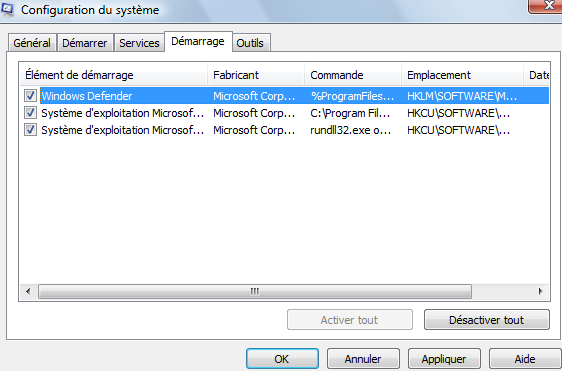 Configuration du système
Général Démarrer Services Démarrage Outils
Élément de démarrage Fabricant Commande Emplacement Date
Windows Defender Microsoft Corp... %ProgramFiles... HKLM\SOFTWARE\M...
Système d'exploitation Microsof... Microsoft Corp... C:\Program Fil... HKCU\SOFTWARE\...
Système d'exploitation Microsof... Microsoft Corp... rundll32.exe o... HKCU\SOFTWARE\...
Activer tout Désactiver tout
OK Annuler Appliquer Aide